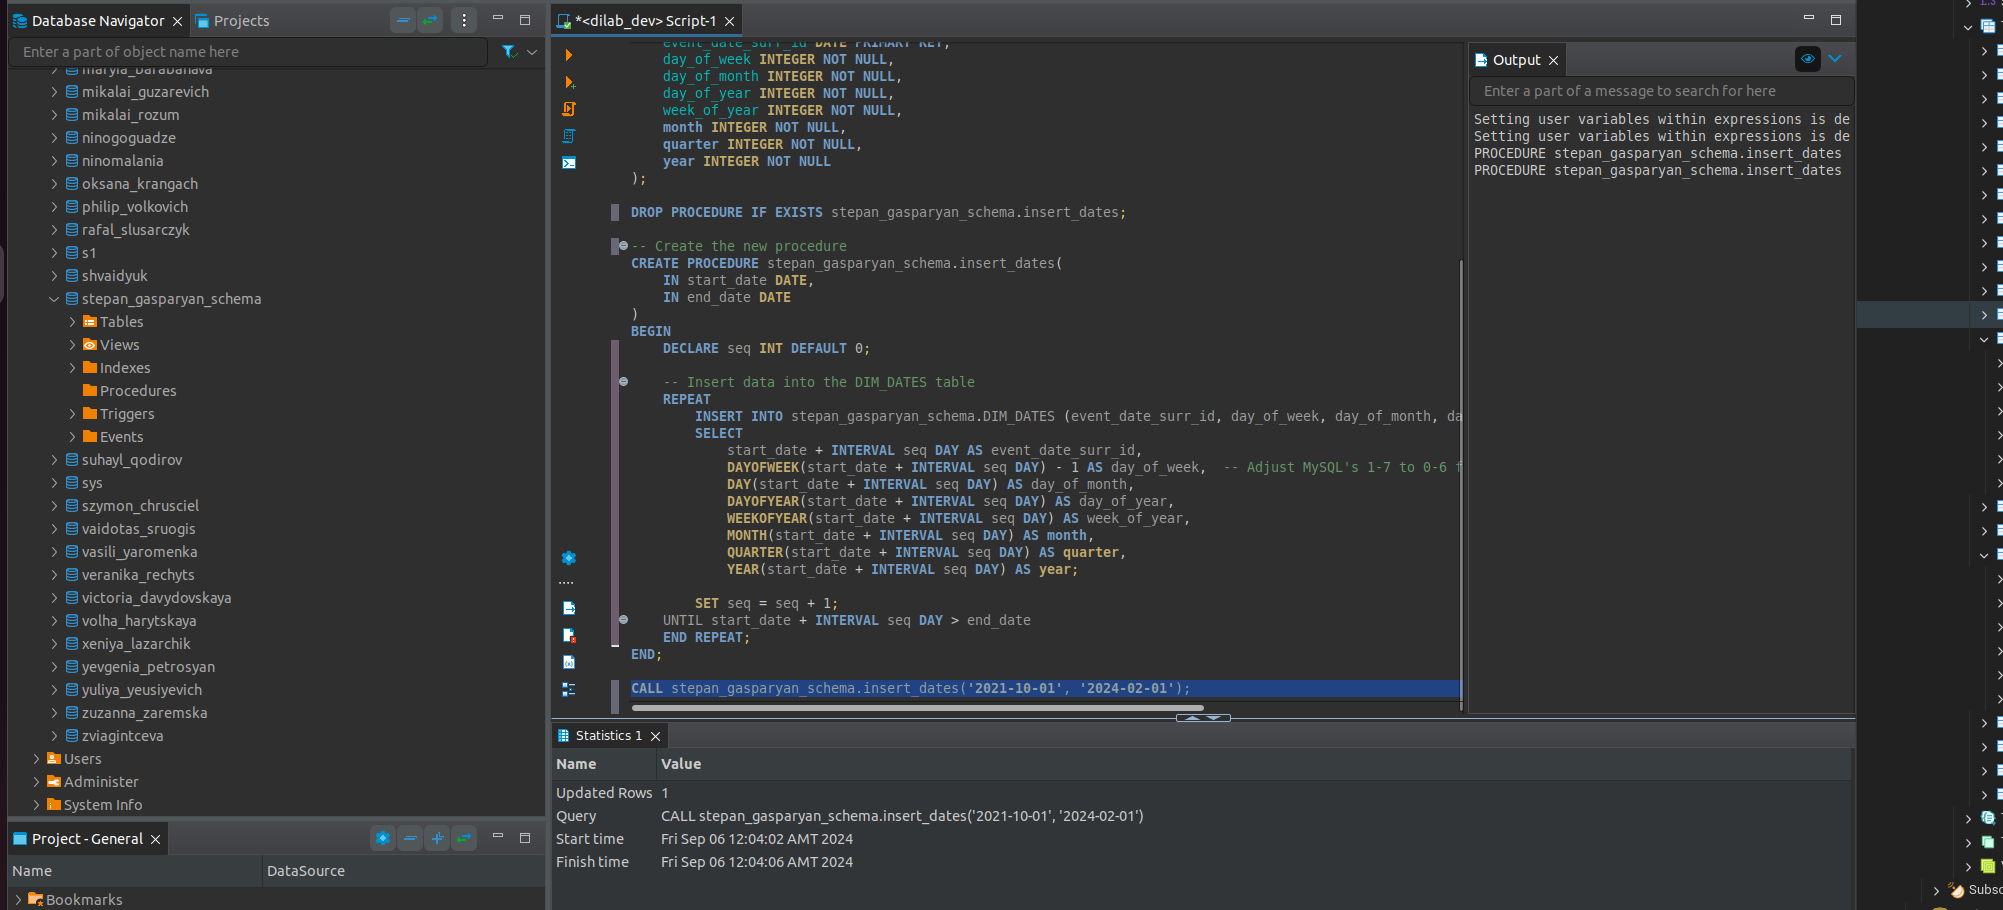 Database Navigator
Projects
Enter a part of object name here
maryia_barabanava
mikalai_guzarevich
mikalai_rozum
ninogoguadze
ninomalania
oksana_krangach
philip_volkovich
rafal_slusarczyk
s1
shvaidyuk
stepan_gasparyan_schema
Tables
Views
Indexes
Procedures
Triggers
Events
suhayl_qodirov
sys
szymon_chrusciel
vaidotas_sruogis
vasili_yaromenka
veranika_rechyts
victoria_davydovskaya
volha_harytskaya
xeniya_lazarchik
yevgenia_petrosyan
yuliya_yeusiyevich
zuzanna_zaremska
zviagintceva
Users
Administer
System Info
Project - General
Name DataSource
Bookmarks
*<dilab_dev> Script-1
event_date_surr_id DATE PRIMARY KEY,
day_of_week INTEGER NOT NULL,
day_of_month INTEGER NOT NULL,
day_of_year INTEGER NOT NULL,
week_of_year INTEGER NOT NULL,
month INTEGER NOT NULL,
quarter INTEGER NOT NULL,
year INTEGER NOT NULL
);
DROP PROCEDURE IF EXISTS stepan_gasparyan_schema.insert_dates;
-- Create the new procedure
CREATE PROCEDURE stepan_gasparyan_schema.insert_dates(
IN start_date DATE,
IN end_date DATE
)
BEGIN
DECLARE seq INT DEFAULT 0;
-- Insert data into the DIM_DATES table
REPEAT
INSERT INTO stepan_gasparyan_schema.DIM_DATES (event_date_surr_id, day_of_week, day_of_month, da
SELECT
start_date + INTERVAL seq DAY AS event_date_surr_id,
DAYOFWEEK(start_date + INTERVAL seq DAY) - 1 AS day_of_week, -- Adjust MySQL's 1-7 to 0-6 f
DAY(start_date + INTERVAL seq DAY) AS day_of_month,
DAYOFYEAR(start_date + INTERVAL seq DAY) AS day_of_year,
WEEKOFYEAR(start_date + INTERVAL seq DAY) AS week_of_year,
MONTH(start_date + INTERVAL seq DAY) AS month,
QUARTER(start_date + INTERVAL seq DAY) AS quarter,
YEAR(start_date + INTERVAL seq DAY) AS year;
SET seq = seq + 1;
UNTIL start_date + INTERVAL seq DAY > end_date
END REPEAT;
END;
CALL stepan_gasparyan_schema.insert_dates('2021-10-01', '2024-02-01');
Output
Enter a part of a message to search for here
Setting user variables within expressions is de
Setting user variables within expressions is de
PROCEDURE stepan_gasparyan_schema.insert_dates
PROCEDURE stepan_gasparyan_schema.insert_dates
Statistics 1
Name Value
Updated Rows 1
Query CALL stepan_gasparyan_schema.insert_dates('2021-10-01', '2024-02-01')
Start time Fri Sep 06 12:04:02 AMT 2024
Finish time Fri Sep 06 12:04:06 AMT 2024
Subsc